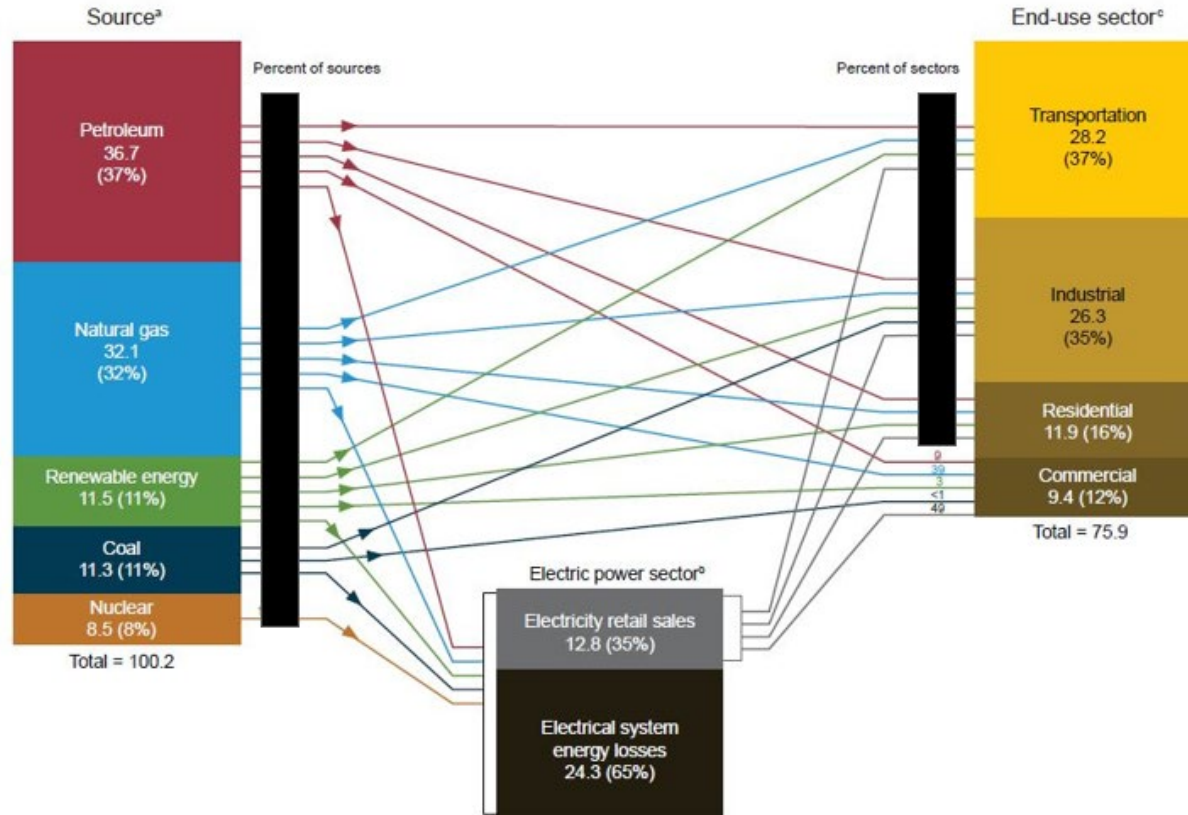 Sourceᵃ
End-use sectorᶜ
Percent of sources
Percent of sectors
Petroleum
36.7
(37%)
Transportation
28.2
(37%)
Natural gas
32.1
(32%)
Industrial
26.3
(35%)
Residential
11.9 (16%)
Renewable energy
11.5 (11%)
9
39
3
<1
49
Commercial
9.4 (12%)
Coal
11.3 (11%)
Total = 75.9
Nuclear
8.5 (8%)
Total = 100.2
Electric power sectorᵇ
Electricity retail sales
12.8 (35%)
Electrical system
energy losses
24.3 (65%)